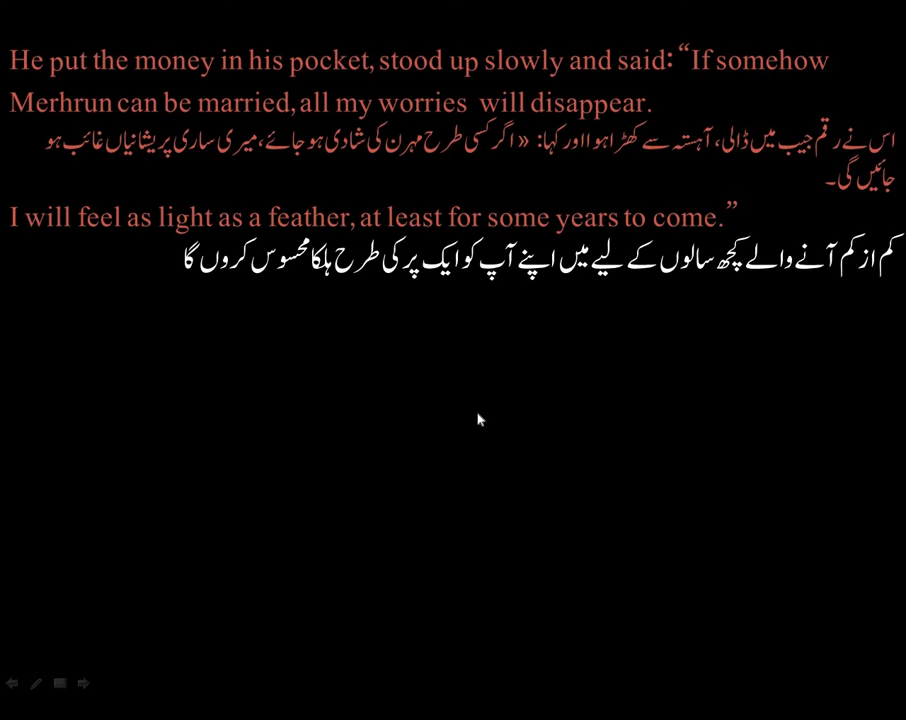 He put the money in his pocket, stood up slowly and said: “If somehow
Merhrun can be married, all my worries will disappear.
اس نے رقم جیب میں ڈالی، آہستہ سے کھڑا ہوا اور کہا: « اگر کسی طرح مہرن کی شادی ہو جائے، میری ساری پریشانیاں غائب ہو
جائیں گی۔
I will feel as light as a feather, at least for some years to come.”
کم از کم آنے والے کچھ سالوں کے لیے میں اپنے آپ کو ایک پر کی طرح ہلکا محسوس کروں گا